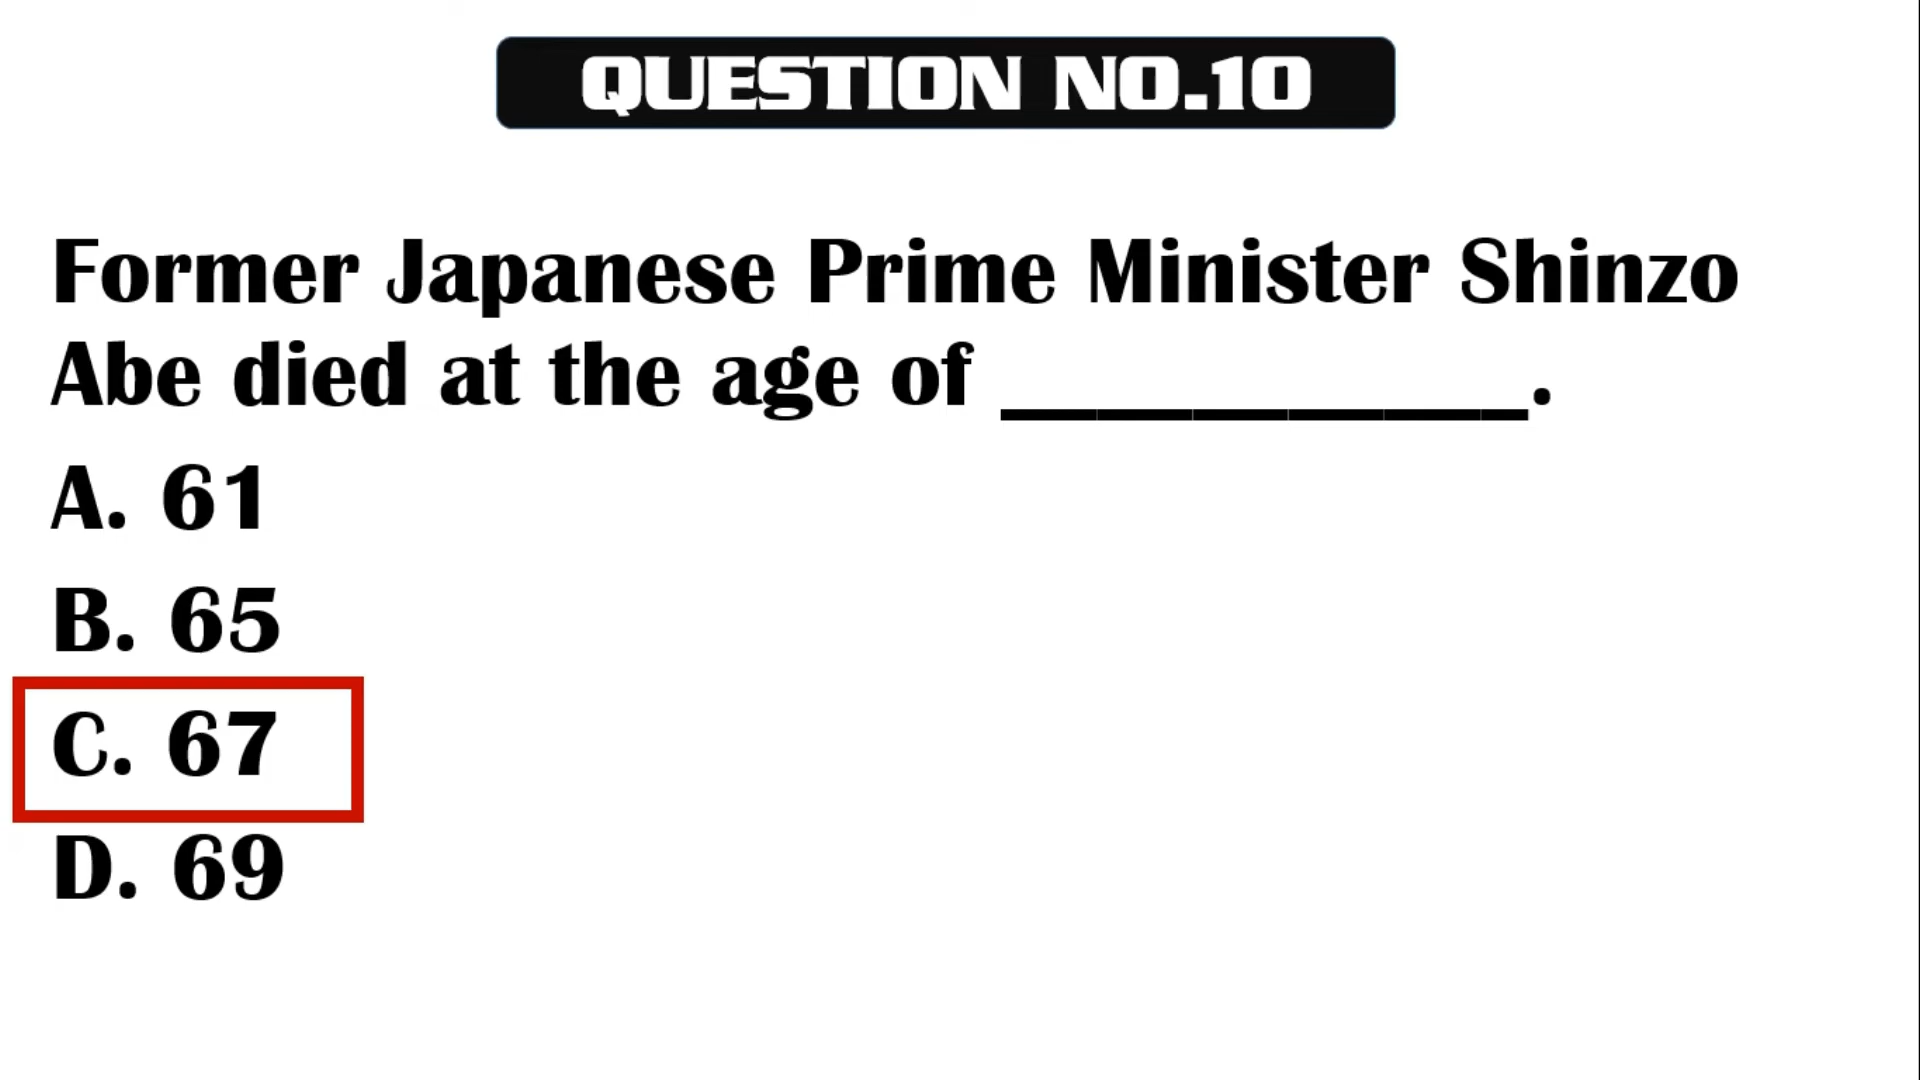 QUESTION NO.10
Former Japanese Prime Minister Shinzo
Abe died at the age of ___________.
A. 61
B. 65
C. 67
D. 69